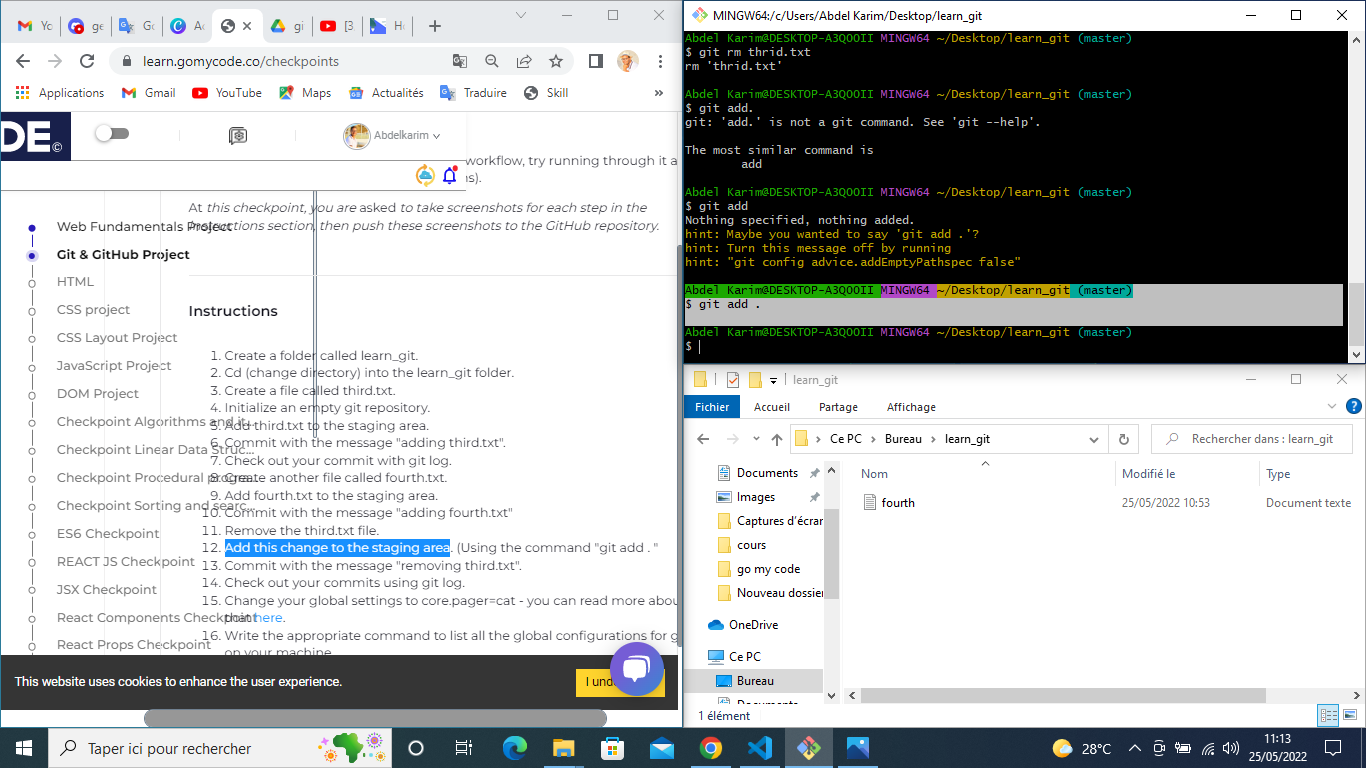 Yo
ge
Go
Ac
gi
[3
Ho
learn.gomycode.co/checkpoints
Applications
Gmail
YouTube
Maps
Actualités
Traduire
Skill
»
DE.©
Abdelkarim
workflow, try running through it a
s).
At this checkpoint, you are asked to take screenshots for each step in the
instructions section, then push these screenshots to the GitHub repository.
Web Fundamentals Project
Git & GitHub Project
HTML
CSS project
CSS Layout Project
JavaScript Project
DOM Project
Checkpoint Algorithms and it...
Checkpoint Linear Data Struc...
Checkpoint Procedural progra...
Checkpoint Sorting and searc...
ES6 Checkpoint
REACT JS Checkpoint
JSX Checkpoint
React Components Checkpoint
React Props Checkpoint
Instructions
1. Create a folder called learn_git.
2. Cd (change directory) into the learn_git folder.
3. Create a file called third.txt.
4. Initialize an empty git repository.
5. Add third.txt to the staging area.
6. Commit with the message "adding third.txt".
7. Check out your commit with git log.
8. Create another file called fourth.txt.
9. Add fourth.txt to the staging area.
10. Commit with the message "adding fourth.txt"
11. Remove the third.txt file.
12. Add this change to the staging area. (Using the command "git add . "
13. Commit with the message "removing third.txt".
14. Check out your commits using git log.
15. Change your global settings to core.pager=cat - you can read more abou
that here.
16. Write the appropriate command to list all the global configurations for g
on your machine.
This website uses cookies to enhance the user experience.
I und
MINGW64:/c/Users/Abdel Karim/Desktop/learn_git
Abdel Karim@DESKTOP-A3QOOII MINGW64 ~/Desktop/learn_git (master)
$ git rm thrid.txt
rm 'thrid.txt'
Abdel Karim@DESKTOP-A3QOOII MINGW64 ~/Desktop/learn_git (master)
$ git add.
git: 'add.' is not a git command. See 'git --help'.
The most similar command is
add
Abdel Karim@DESKTOP-A3QOOII MINGW64 ~/Desktop/learn_git (master)
$ git add
Nothing specified, nothing added.
hint: Maybe you wanted to say 'git add .'?
hint: Turn this message off by running
hint: "git config advice.addEmptyPathspec false"
Abdel Karim@DESKTOP-A3QOOII MINGW64 ~/Desktop/learn_git (master)
$ git add .
Abdel Karim@DESKTOP-A3QOOII MINGW64 ~/Desktop/learn_git (master)
$
learn_git
Fichier
Accueil
Partage
Affichage
Ce PC > Bureau > learn_git
Rechercher dans : learn_git
Documents
Images
Captures d'écran
cours
go my code
Nouveau dossier
OneDrive
Ce PC
Bureau
Documents
Nom
Modifié le
Type
fourth
25/05/2022 10:53
Document texte
1 élément
Taper ici pour rechercher
28°C
11:13
25/05/2022